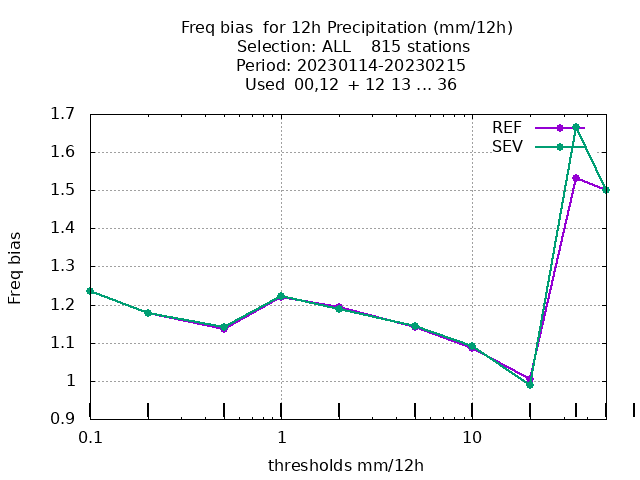 Freq bias  for 12h Precipitation (mm/12h)
Selection: ALL    815 stations
Period: 20230114-20230215
Used  00,12  + 12 13 ... 36
1.7
REF
SEV
1.6
1.5
1.4
1.3
1.2
1.1
1
0.9
Freq bias
0.1
1
10
thresholds mm/12h